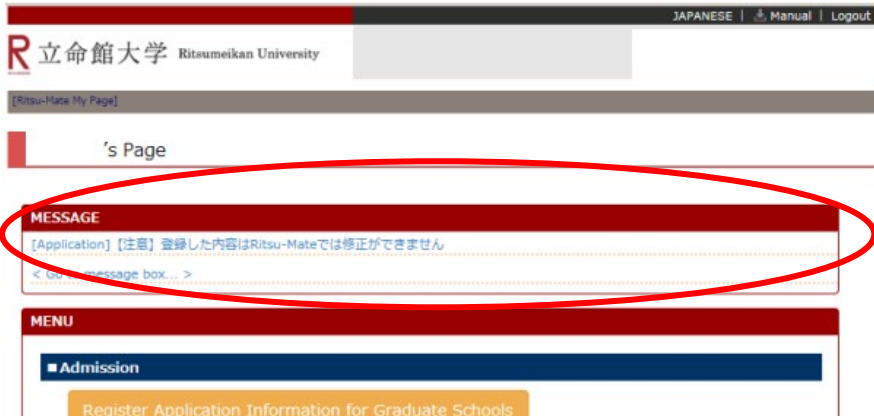 JAPANESE | Manual | Logout
R 立命館大学 Ritsumeikan University
[Ritsu-Mate My Page]
's Page
MESSAGE
[Application]【注意】登録した内容はRitsu-Mateでは修正ができません
< Go to message box... >
MENU
■Admission
Register Application Information for Graduate Schools